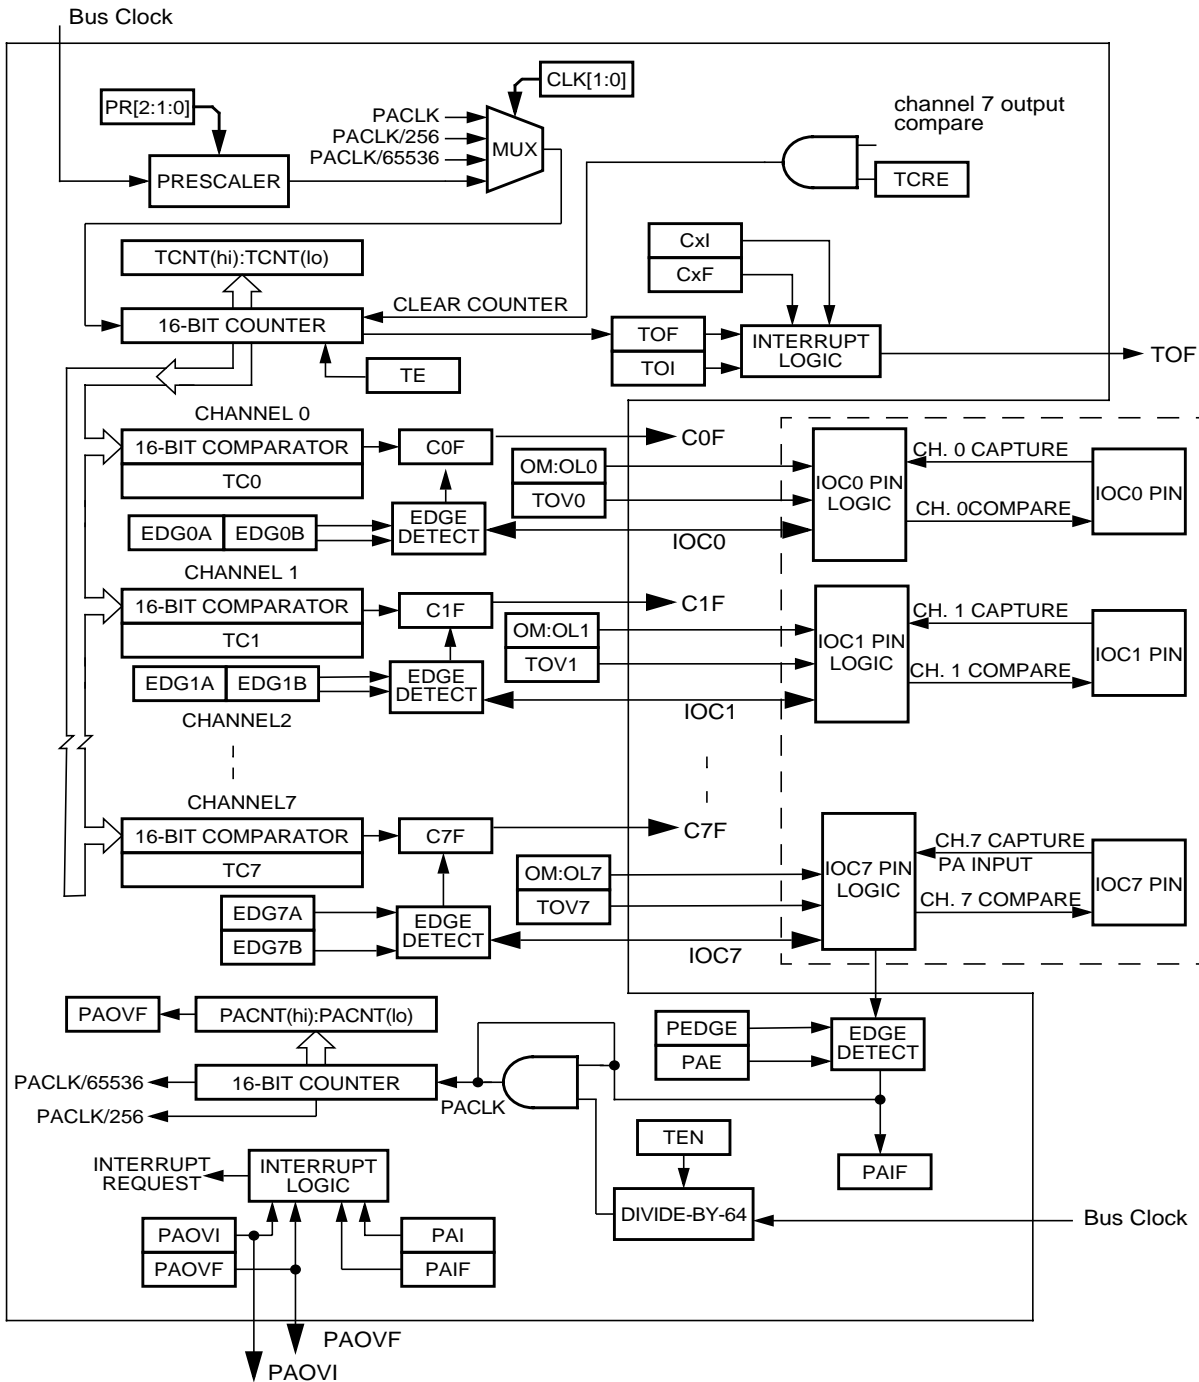 Bus Clock
PR[2:1:0]
CLK[1:0]
channel 7 output
compare
PACLK
PACLK/256
PACLK/65536
MUX
PRESCALER
TCRE
TCNT(hi):TCNT(lo)
CxI
CxF
CLEAR COUNTER
16-BIT COUNTER
TOF
TOI
INTERRUPT
LOGIC
TOF
TE
CHANNEL 0
16-BIT COMPARATOR
TC0
C0F
C0F
OM:OL0
TOV0
IOC0 PIN
LOGIC
CH. 0 CAPTURE
CH. 0COMPARE
IOC0 PIN
EDG0A
EDG0B
EDGE
DETECT
IOC0
CHANNEL 1
16-BIT COMPARATOR
TC1
C1F
C1F
OM:OL1
TOV1
IOC1 PIN
LOGIC
CH. 1 CAPTURE
CH. 1 COMPARE
IOC1 PIN
EDG1A
EDG1B
EDGE
DETECT
IOC1
CHANNEL2
CHANNEL7
16-BIT COMPARATOR
TC7
C7F
C7F
OM:OL7
TOV7
IOC7 PIN
LOGIC
CH.7 CAPTURE
PA INPUT
CH. 7 COMPARE
IOC7 PIN
EDG7A
EDG7B
EDGE
DETECT
IOC7
PAOVF
PACNT(hi):PACNT(lo)
PEDGE
PAE
EDGE
DETECT
PACLK/65536
16-BIT COUNTER
PACLK
PACLK/256
TEN
PAIF
INTERRUPT
REQUEST
INTERRUPT
LOGIC
DIVIDE-BY-64
Bus Clock
PAOVI
PAOVF
PAI
PAIF
PAOVF
PAOVI